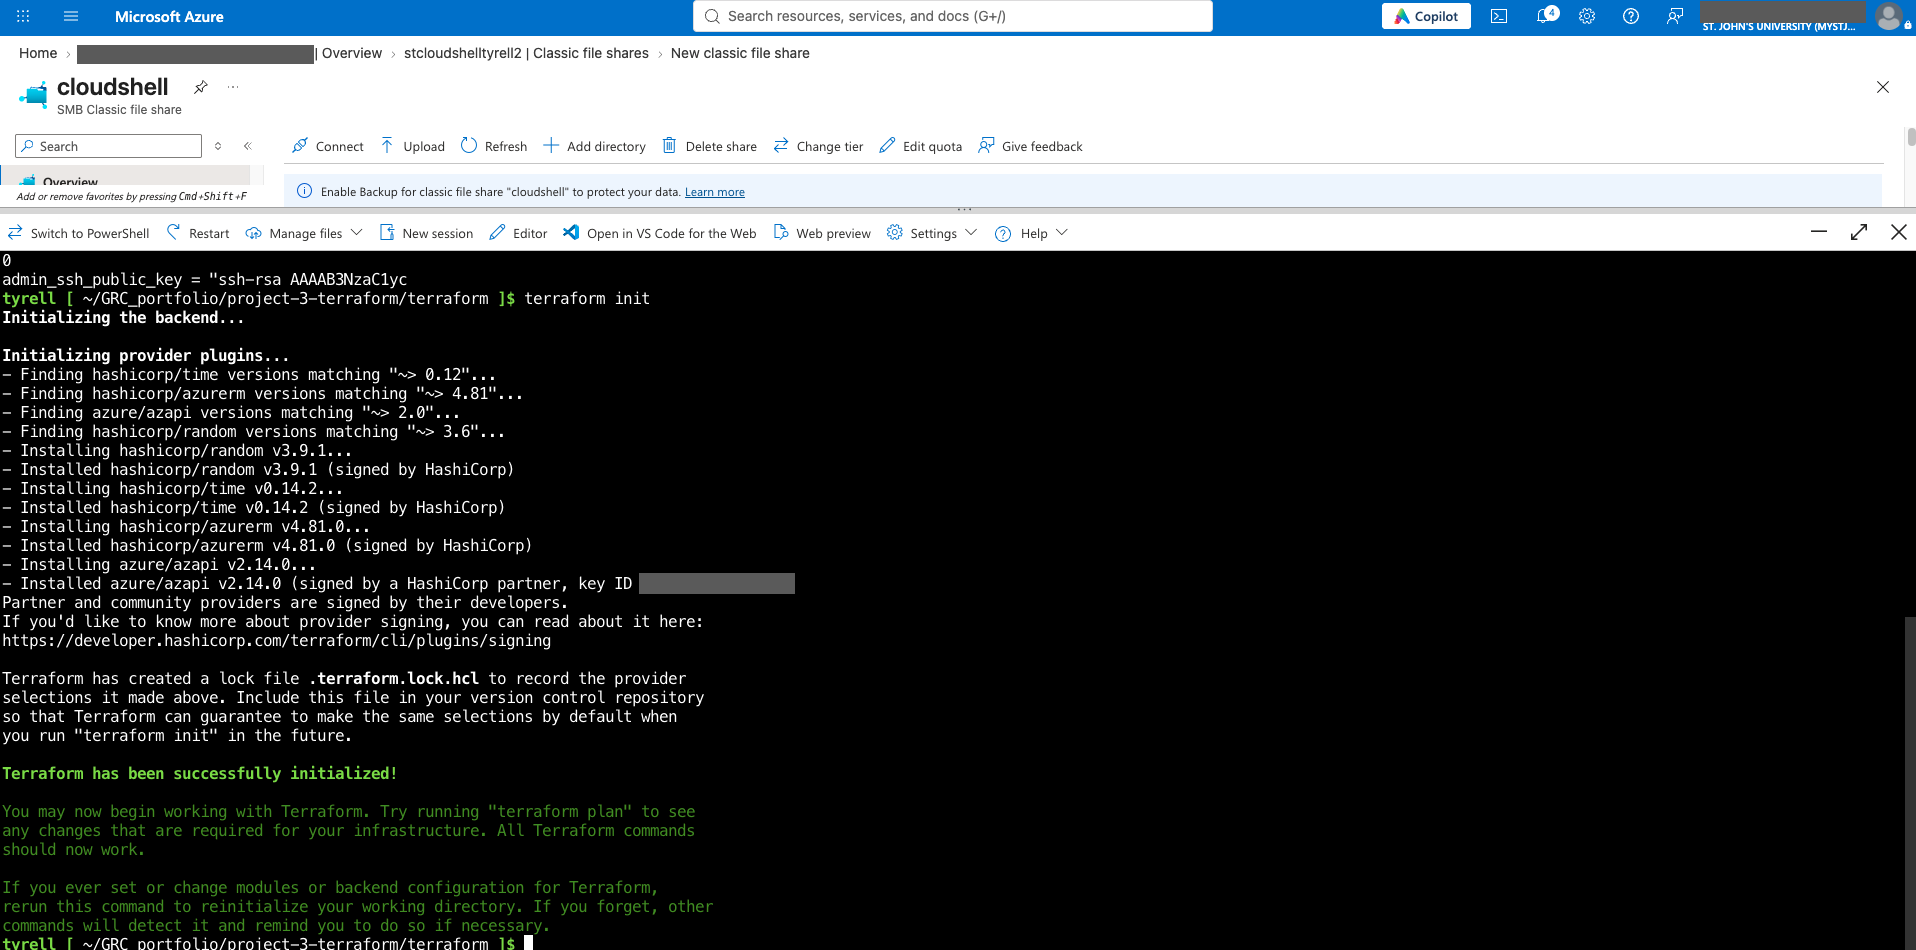 Microsoft Azure
Search resources, services, and docs (G+/)
Copilot
4
ST. JOHN'S UNIVERSITY (MYSTJ...
Home > | Overview > stcloudshelltyrell2 | Classic file shares > New classic file share
cloudshell
SMB Classic file share
Search
Connect Upload Refresh Add directory Delete share Change tier Edit quota Give feedback
Overview
Add or remove favorites by pressing Cmd+Shift+F
Enable Backup for classic file share "cloudshell" to protect your data. Learn more
Switch to PowerShell Restart Manage files New session Editor Open in VS Code for the Web Web preview Settings Help
0
admin_ssh_public_key = "ssh-rsa AAAAB3NzaC1yc
tyrell [ ~/GRC_portfolio/project-3-terraform/terraform ]$ terraform init
Initializing the backend...
Initializing provider plugins...
- Finding hashicorp/time versions matching "~> 0.12"...
- Finding hashicorp/azurerm versions matching "~> 4.81"...
- Finding azure/azapi versions matching "~> 2.0"...
- Finding hashicorp/random versions matching "~> 3.6"...
- Installing hashicorp/random v3.9.1...
- Installed hashicorp/random v3.9.1 (signed by HashiCorp)
- Installing hashicorp/time v0.14.2...
- Installed hashicorp/time v0.14.2 (signed by HashiCorp)
- Installing hashicorp/azurerm v4.81.0...
- Installed hashicorp/azurerm v4.81.0 (signed by HashiCorp)
- Installing azure/azapi v2.14.0...
- Installed azure/azapi v2.14.0 (signed by a HashiCorp partner, key ID
Partner and community providers are signed by their developers.
If you'd like to know more about provider signing, you can read about it here:
https://developer.hashicorp.com/terraform/cli/plugins/signing
Terraform has created a lock file .terraform.lock.hcl to record the provider
selections it made above. Include this file in your version control repository
so that Terraform can guarantee to make the same selections by default when
you run "terraform init" in the future.
Terraform has been successfully initialized!
You may now begin working with Terraform. Try running "terraform plan" to see
any changes that are required for your infrastructure. All Terraform commands
should now work.
If you ever set or change modules or backend configuration for Terraform,
rerun this command to reinitialize your working directory. If you forget, other
commands will detect it and remind you to do so if necessary.
tyrell [ ~/GRC_portfolio/project-3-terraform/terraform ]$